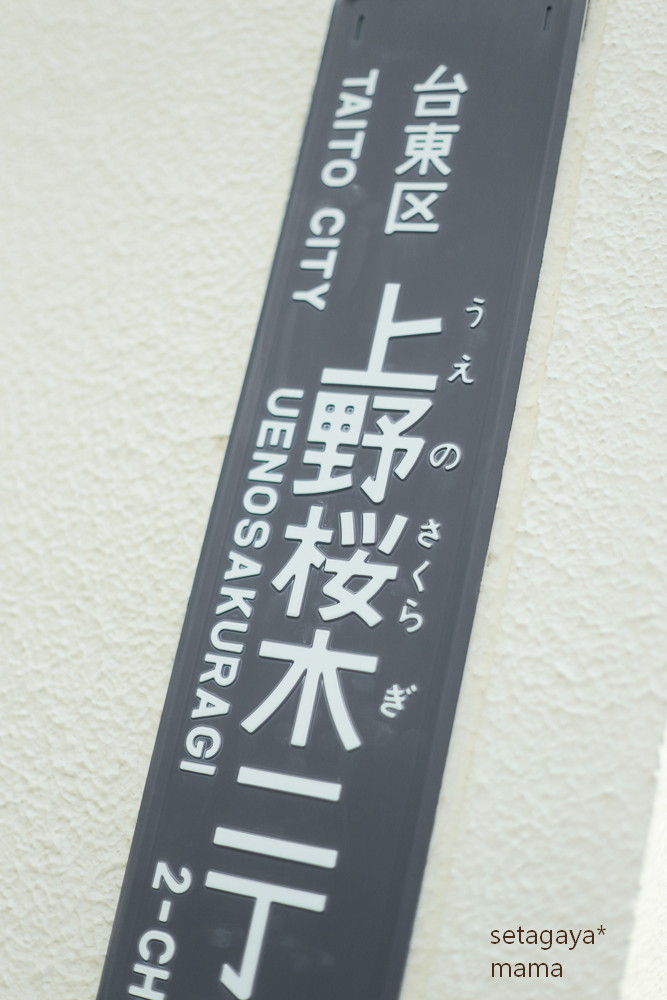 台東区
TAITO CITY
うえ の さくら ぎ
上野桜木二丁
UENOSAKURAGI
2-CH
setagaya*
mama